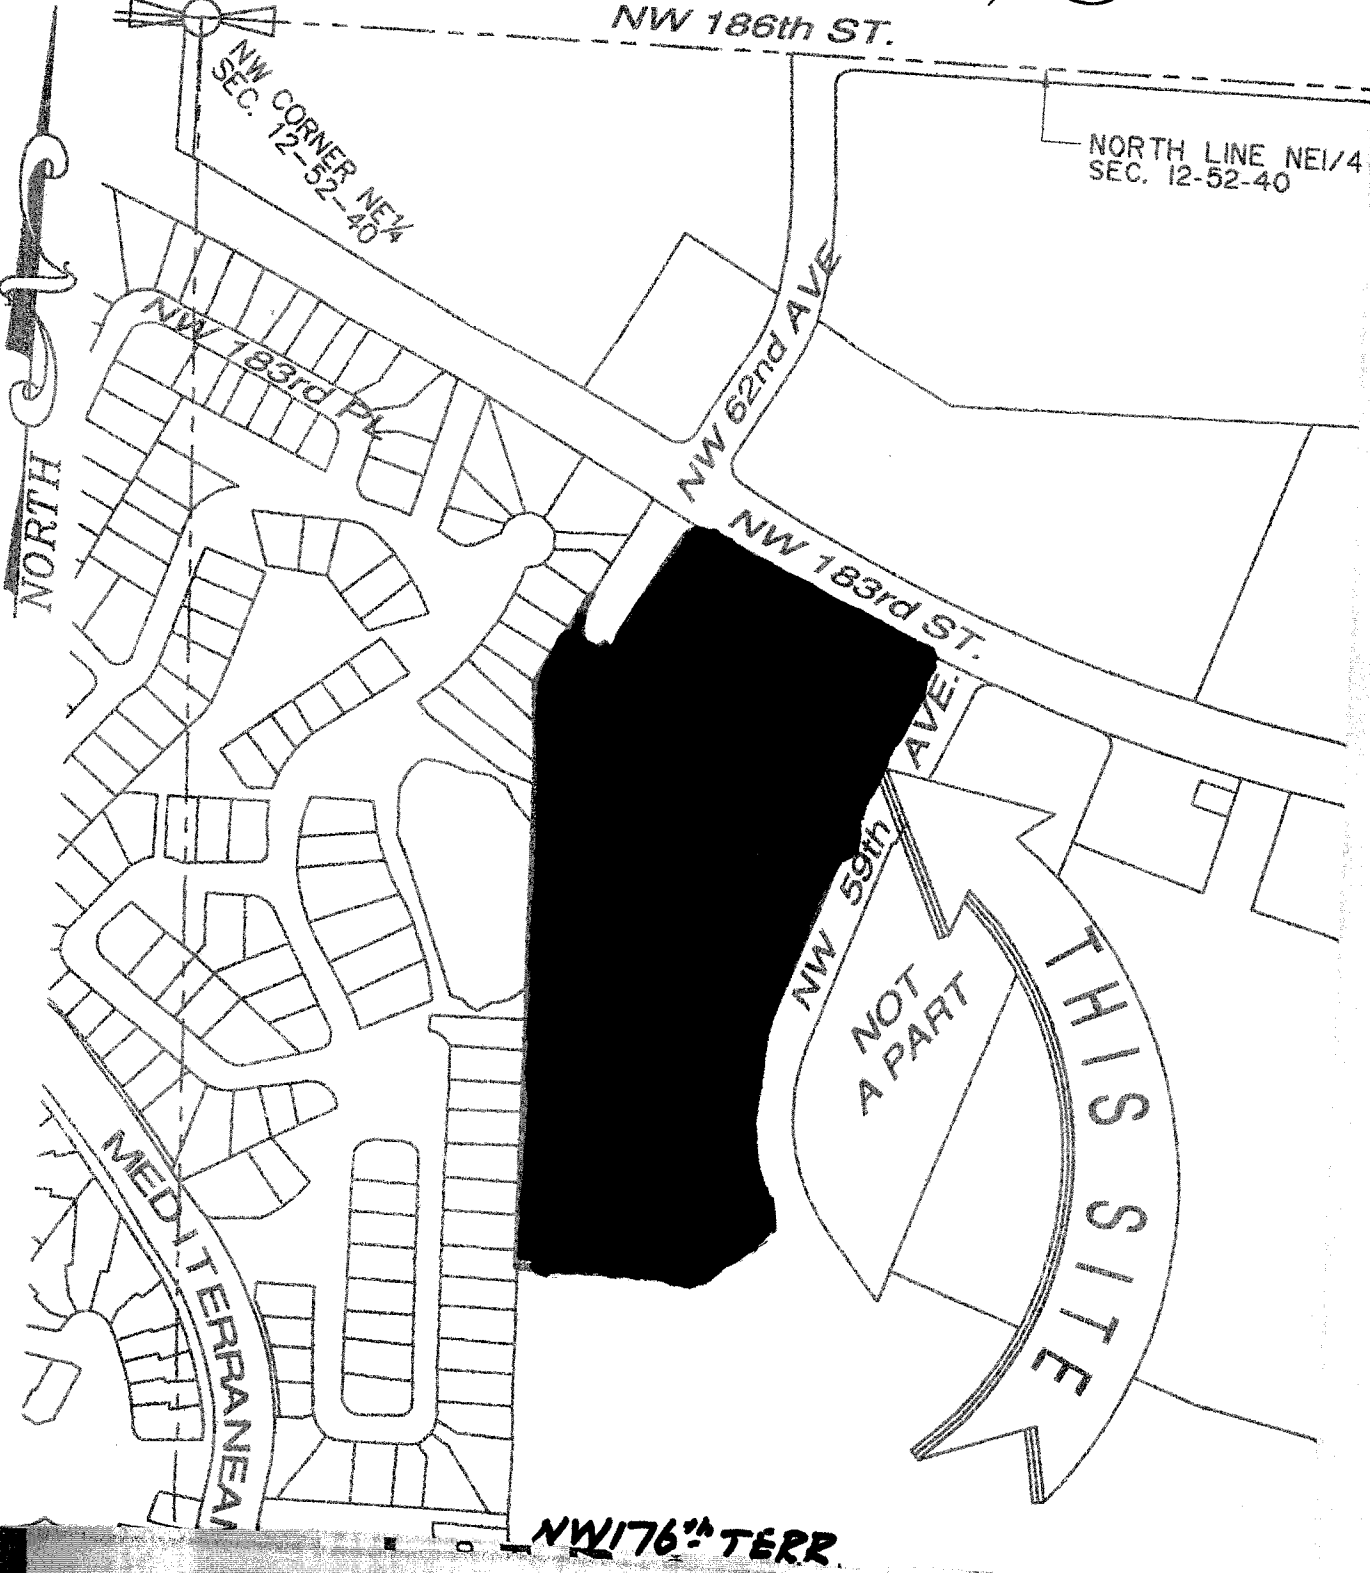 NW 186th ST.
NW CORNER NE¼
SEC. 12-52-40
NORTH LINE NE1/4
SEC. 12-52-40
NORTH
NW 183rd PL.
NW 62nd AVE
NW 183rd ST.
NW 59th AVE.
NOT
A PART
THIS SITE
MEDITERRANEAN
NW 176th TERR.